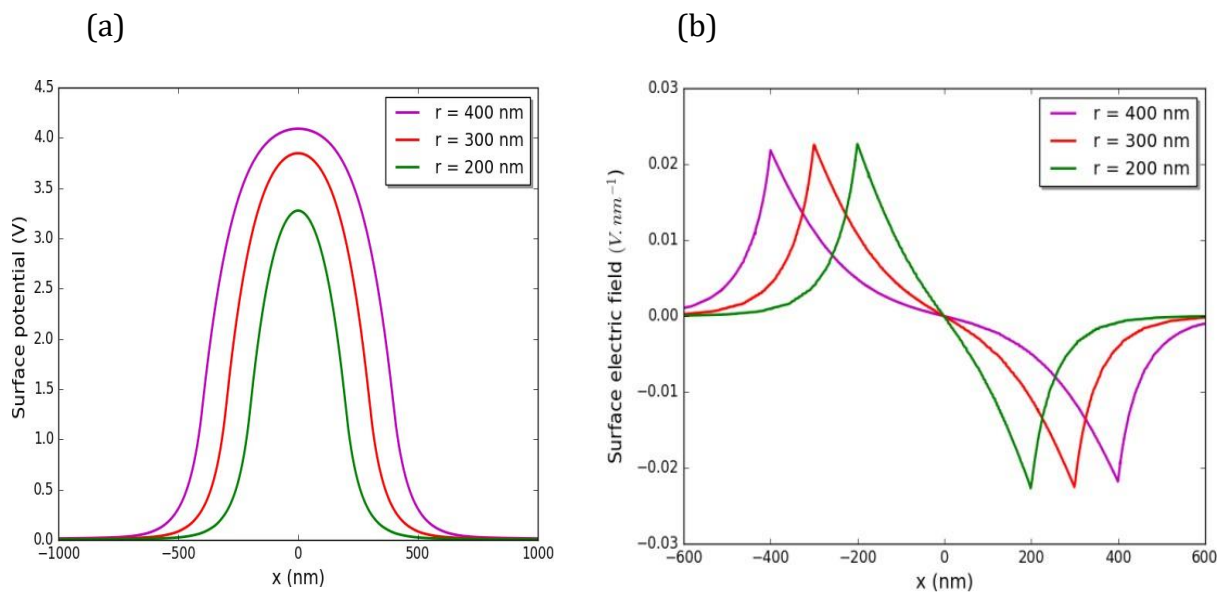 (a)
4.5
4.0
3.5
3.0
2.5
2.0
1.5
1.0
0.5
0.0
Surface potential (V)
r = 400 nm
r = 300 nm
r = 200 nm
−1000
−500
0
500
1000
x (nm)
(b)
0.03
0.02
0.01
0.00
−0.01
−0.02
−0.03
Surface electric field (V.nm⁻¹)
r = 400 nm
r = 300 nm
r = 200 nm
−600
−400
−200
0
200
400
600
x (nm)